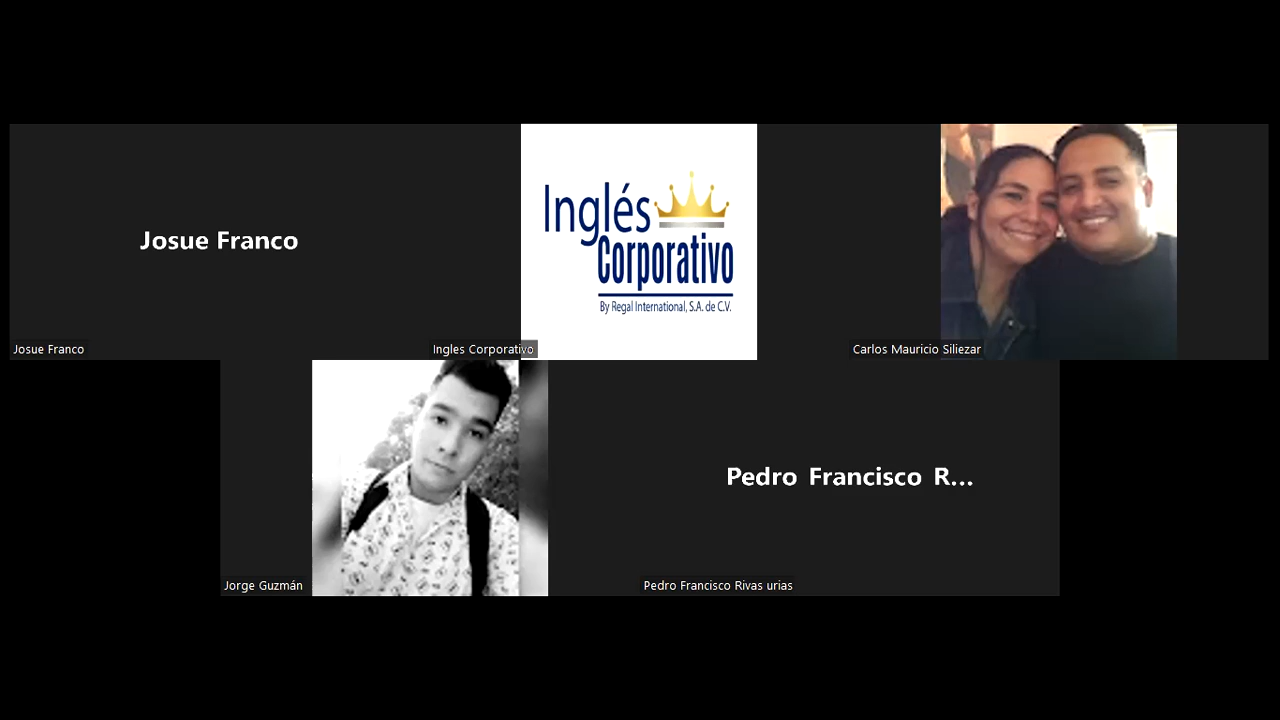 Josue Franco
Josue Franco
Inglés
Corporativo
By Regal International, S.A. de C.V.
Ingles Corporativo
Carlos Mauricio Siliezar
Jorge Guzmán
Pedro Francisco R...
Pedro Francisco Rivas urias